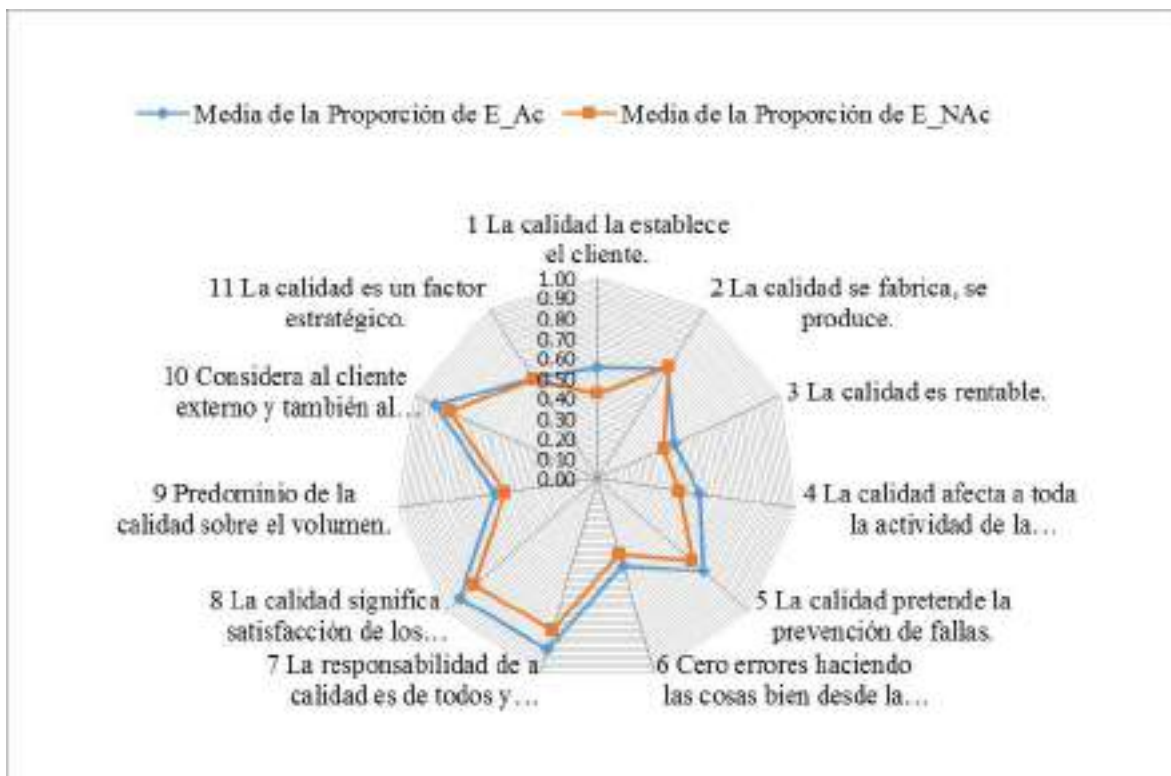 Media de la Proporción de E_Ac Media de la Proporción de E_NAc
1 La calidad la establece
el cliente.
2 La calidad se fabrica, se
produce.
3 La calidad es rentable.
4 La calidad afecta a toda
la actividad de la…
5 La calidad pretende la
prevención de fallas.
6 Cero errores haciendo
las cosas bien desde la…
7 La responsabilidad de a
calidad es de todos y…
8 La calidad significa
satisfacción de los…
9 Predominio de la
calidad sobre el volumen.
10 Considera al cliente
externo y también al…
11 La calidad es un factor
estratégico.
1.00
0.90
0.80
0.70
0.60
0.50
0.40
0.30
0.20
0.10
0.00